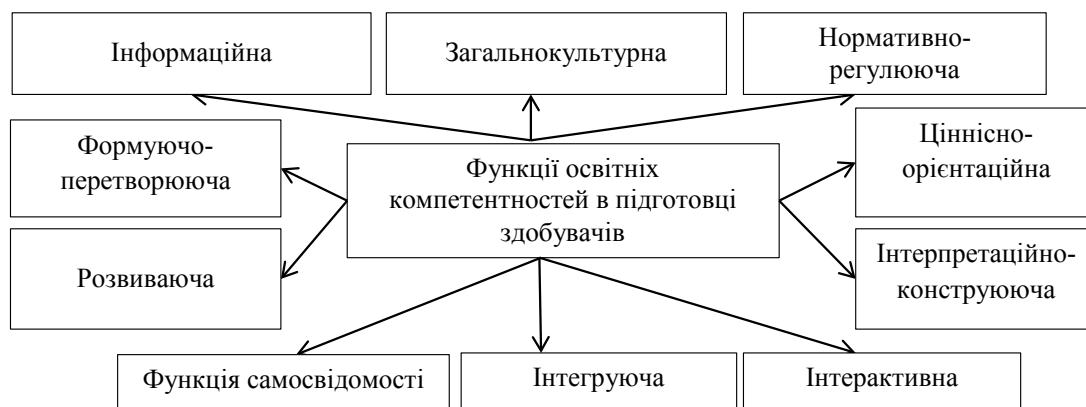 Інформаційна
Загальнокультурна
Нормативно-
регулююча
Формуючо-
перетворююча
Функції освітніх
компетентностей в підготовці
здобувачів
Ціннісно-
орієнтаційна
Розвиваюча
Інтерпретаційно-
конструююча
Функція самосвідомості
Інтегруюча
Інтерактивна